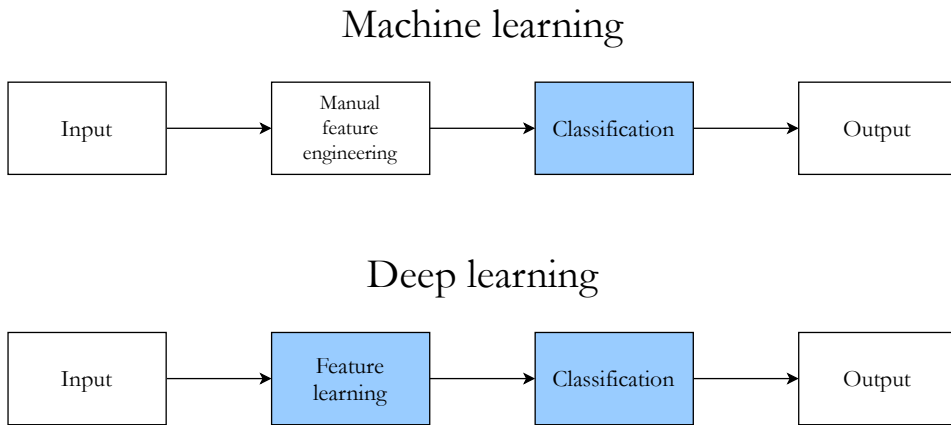 Machine learning
Input
Manual
feature
engineering
Classification
Output
Deep learning
Input
Feature
learning
Classification
Output